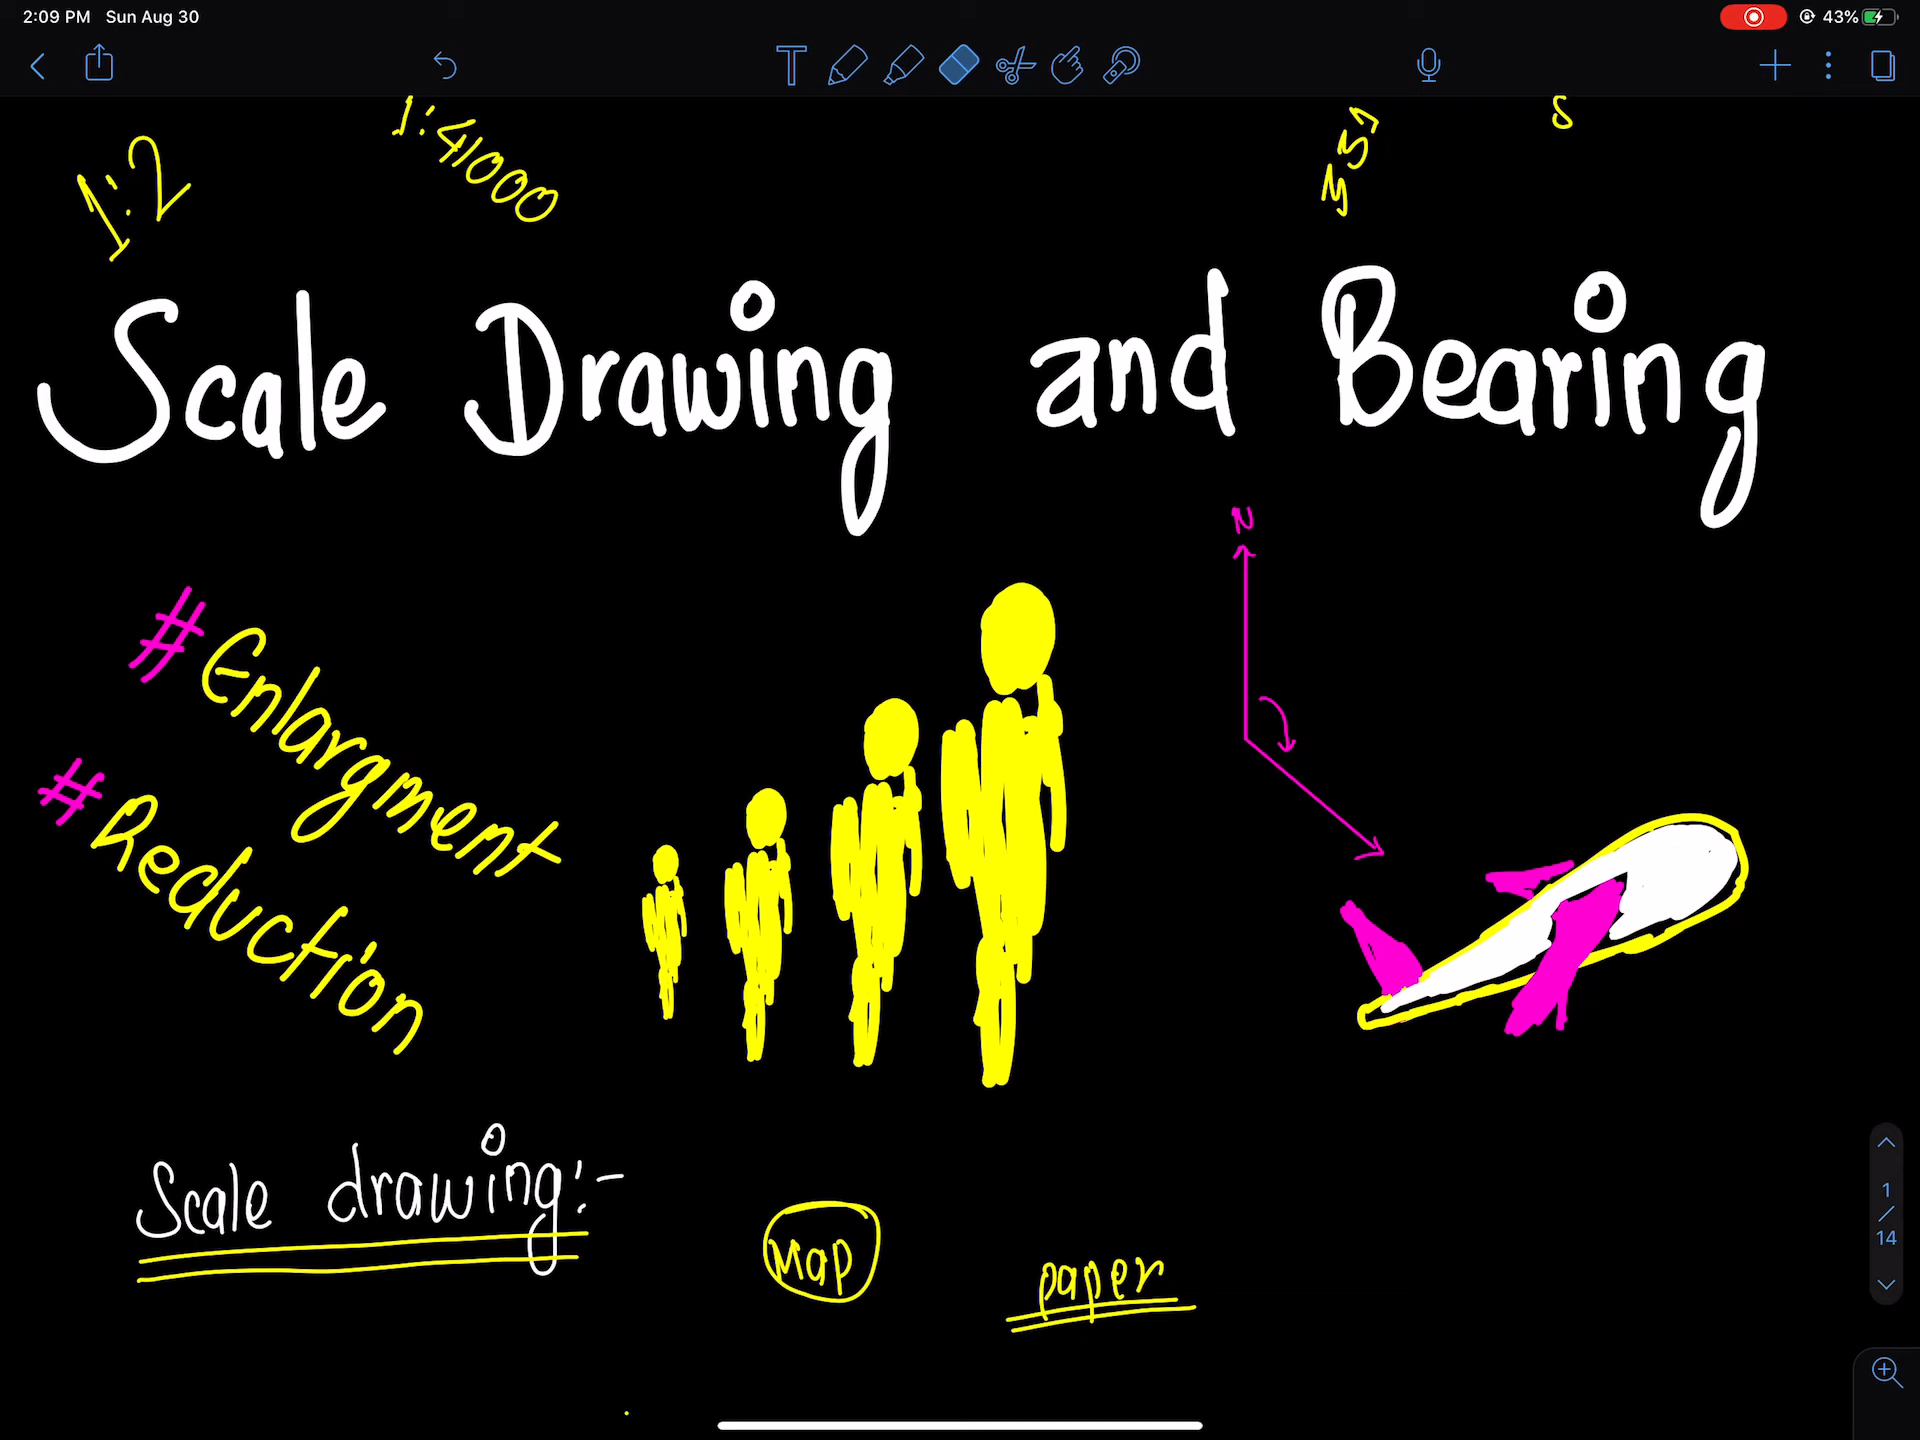 2:09 PM Sun Aug 30
43%
1:2
1:41000
Scale Drawing and Bearing
N
#Enlargment
#Reduction
Scale drawing:-
Map
paper
1
/
14